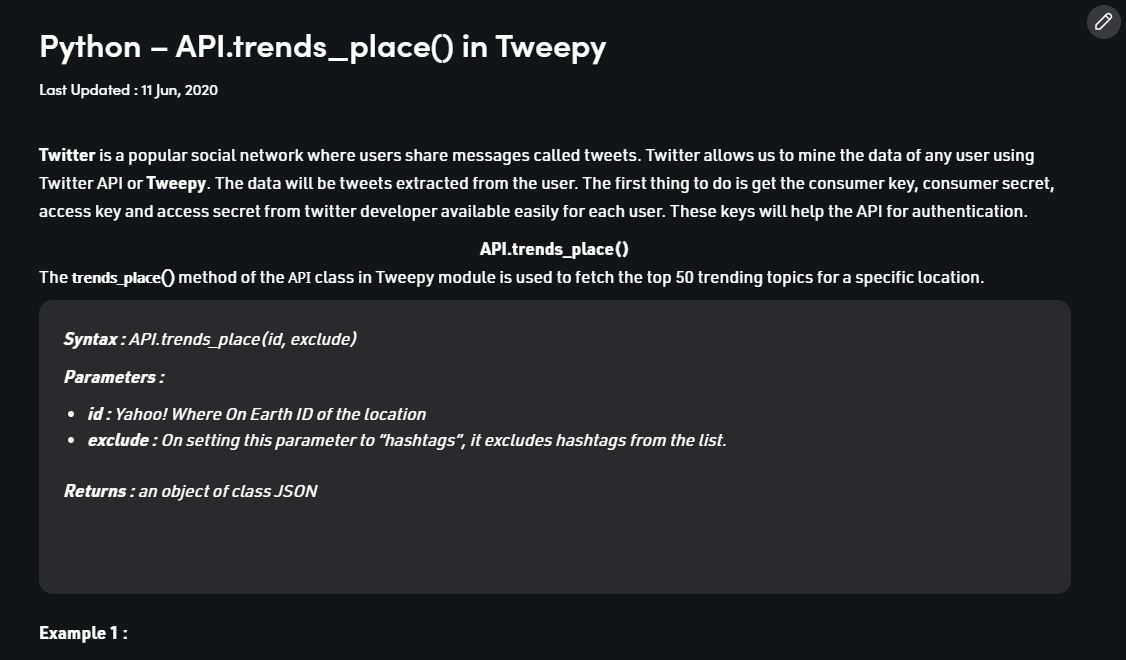 Python – API.trends_place() in Tweepy
Last Updated : 11 Jun, 2020
Twitter is a popular social network where users share messages called tweets. Twitter allows us to mine the data of any user using
Twitter API or Tweepy. The data will be tweets extracted from the user. The first thing to do is get the consumer key, consumer secret,
access key and access secret from twitter developer available easily for each user. These keys will help the API for authentication.
API.trends_place()
The trends_place() method of the API class in Tweepy module is used to fetch the top 50 trending topics for a specific location.
Syntax : API.trends_place(id, exclude)
Parameters :
• id : Yahoo! Where On Earth ID of the location
• exclude : On setting this parameter to “hashtags”, it excludes hashtags from the list.
Returns : an object of class JSON
Example 1 :